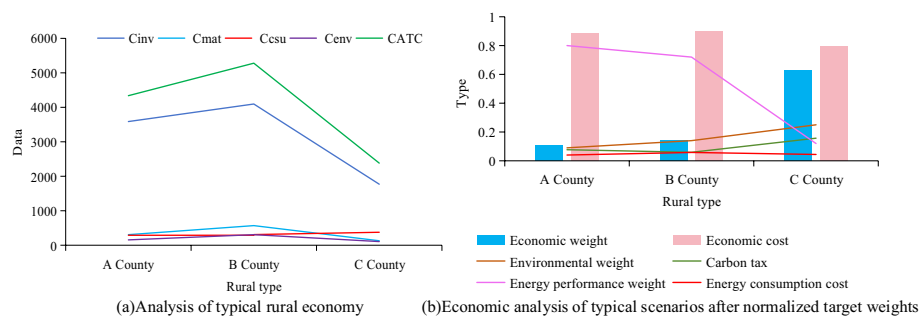 Cinv Cmat Ccsu Cenv CATC
6000
5000
4000
3000
2000
1000
0
Data
A County B County C County
Rural type
(a)Analysis of typical rural economy
1
0.8
0.6
0.4
0.2
0
Type
A County B County C County
Rural type
Economic weight Economic cost
Environmental weight Carbon tax
Energy performance weight Energy consumption cost
(b)Economic analysis of typical scenarios after normalized target weights